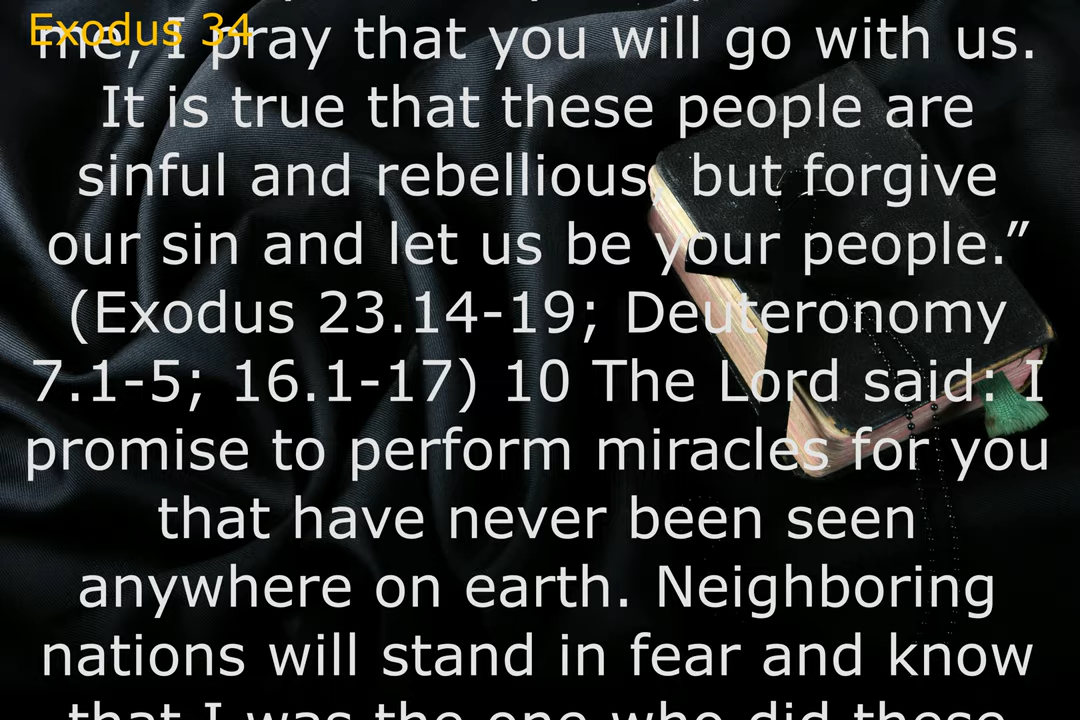 Exodus 34
me, I pray that you will go with us.
It is true that these people are
sinful and rebellious, but forgive
our sin and let us be your people.”
(Exodus 23.14-19; Deuteronomy
7.1-5; 16.1-17) 10 The Lord said: I
promise to perform miracles for you
that have never been seen
anywhere on earth. Neighboring
nations will stand in fear and know
that I was the one who did these